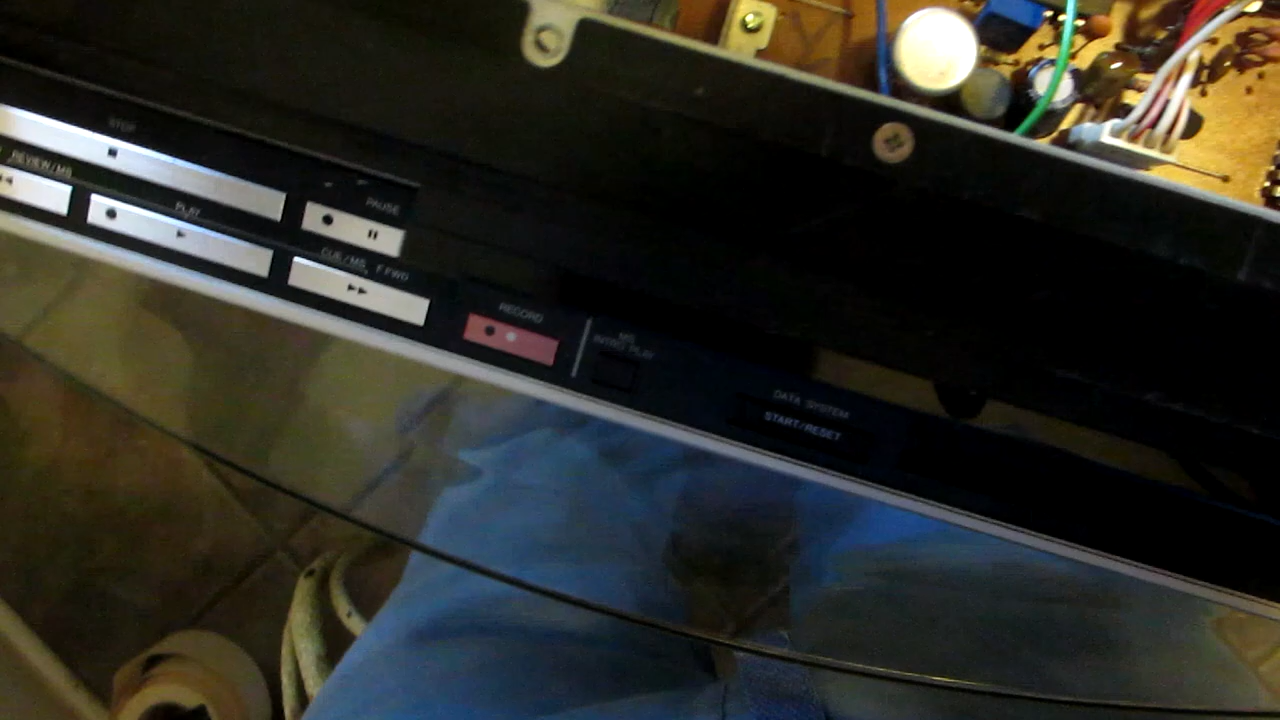 STOP
REVIEW/MS
PAUSE
PLAY
CUE/MS F FWD
RECORD
MS
INTRO PLAY
DATA SYSTEM
START/RESET